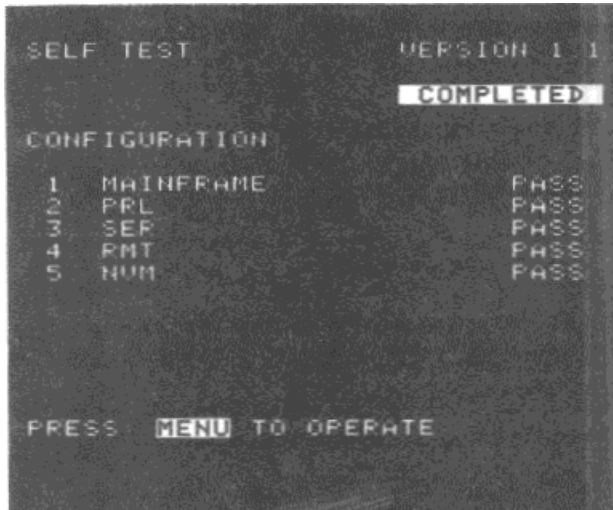 SELF TEST VERSION 1 1
COMPLETED
CONFIGURATION
1 MAINFRAME PASS
2 PRL PASS
3 SER PASS
4 RMT PASS
5 NVM PASS
PRESS MENU TO OPERATE